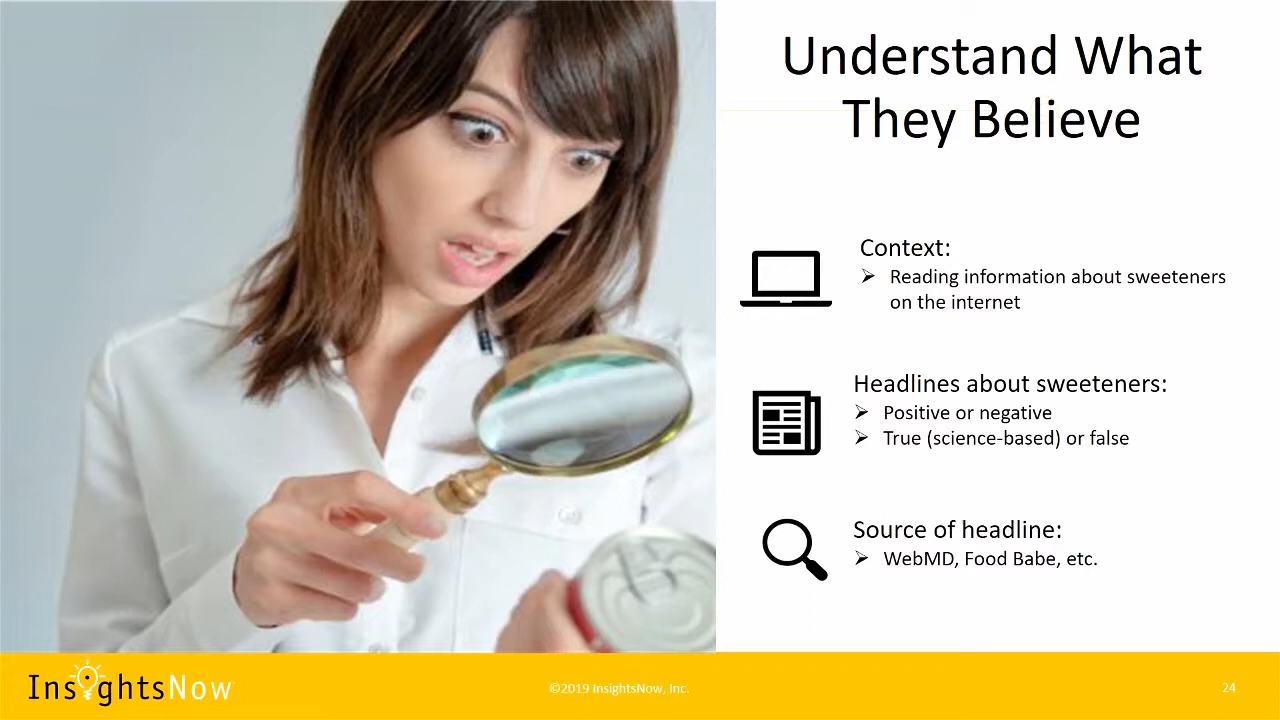 Understand What
They Believe
Context:
➢ Reading information about sweeteners
on the internet
Headlines about sweeteners:
➢ Positive or negative
➢ True (science-based) or false
Source of headline:
➢ WebMD, Food Babe, etc.
InsightsNow
©2019 InsightsNow, Inc.
24